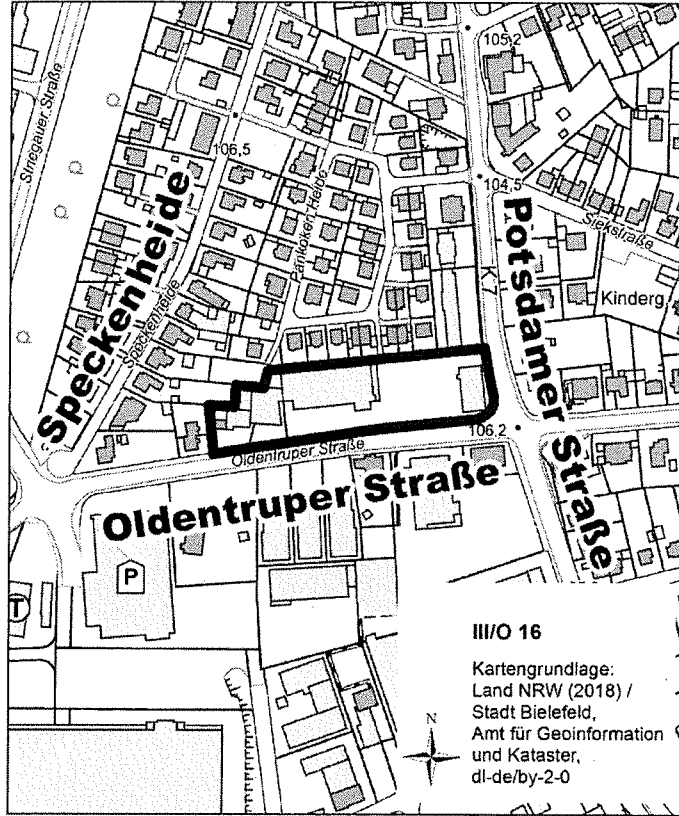 Striegauer Straße
105,2
106,5
Speckenheide
Speckenheide
Pankoken Heide
104,5
Siekstraße
K 7
Potsdamer Straße
Kinderg.
106,2
Oldentruper Straße
Oldentruper Straße
P
T
III/O 16
Kartengrundlage:
Land NRW (2018) /
Stadt Bielefeld,
Amt für Geoinformation
und Kataster,
dl-de/by-2-0
N